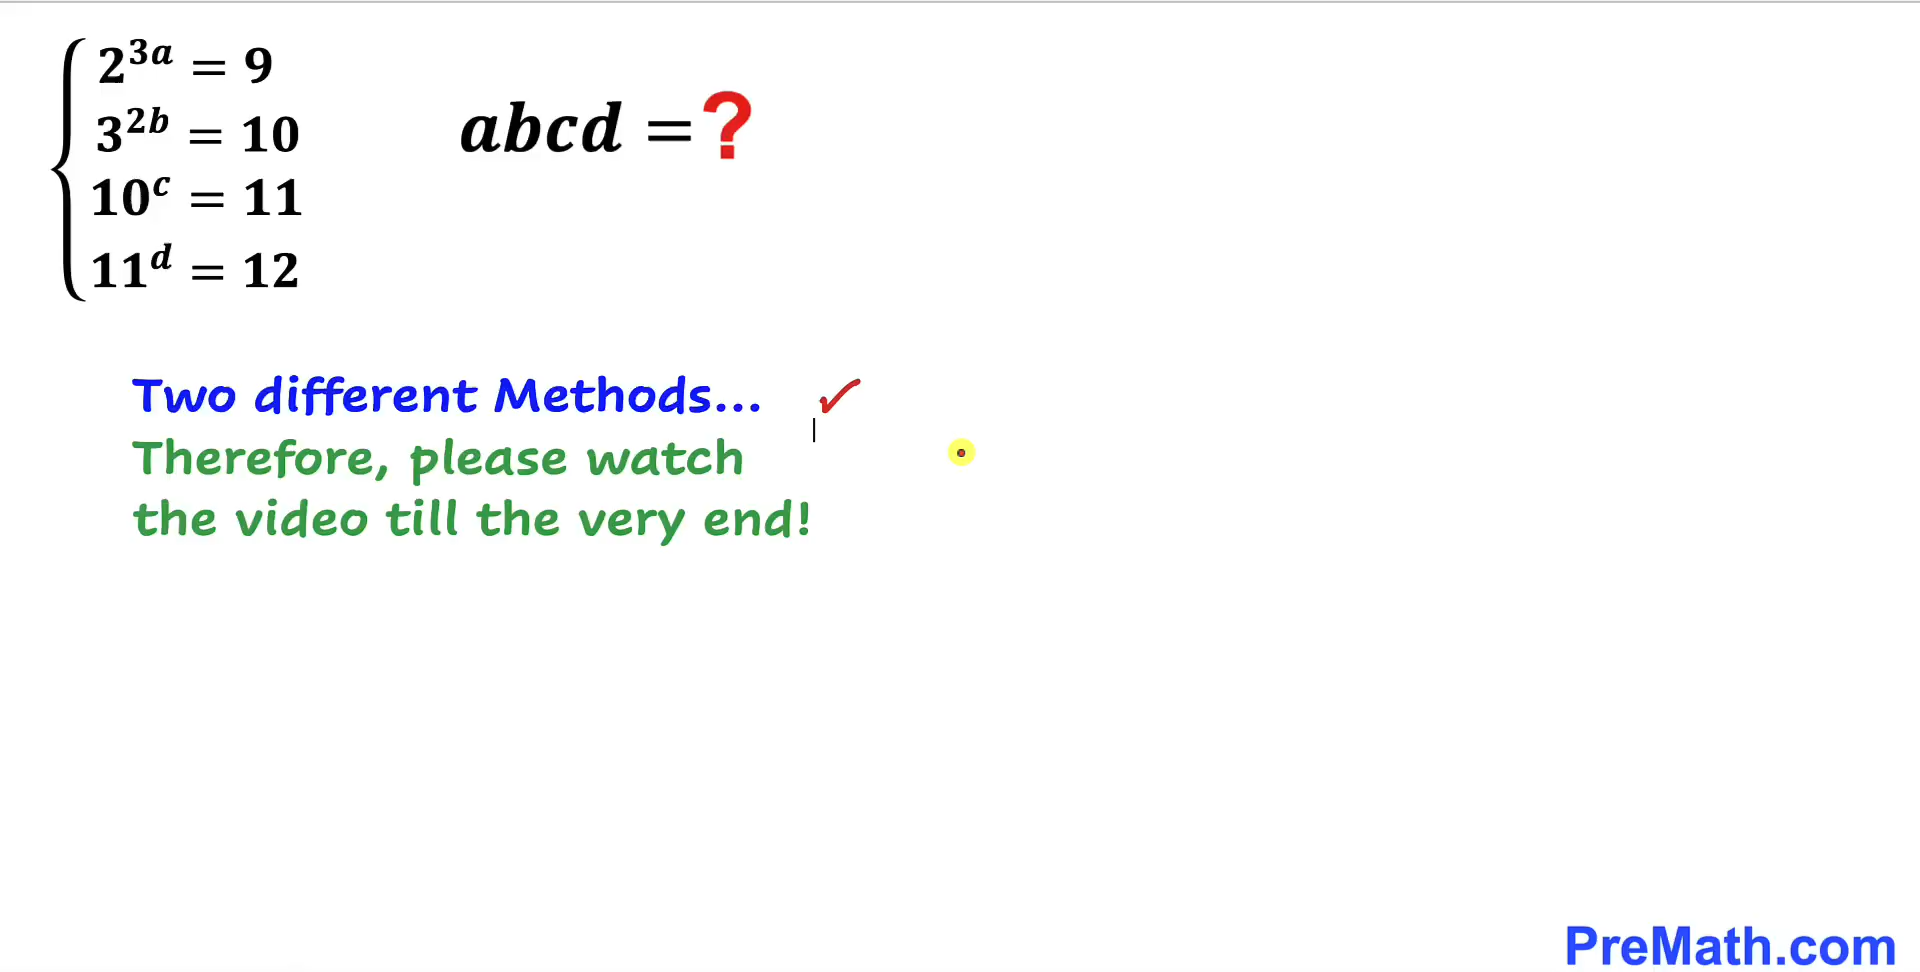 2^{3a} = 9
3^{2b} = 10
10^{c} = 11
11^{d} = 12
abcd =?
Two different Methods...
Therefore, please watch
the video till the very end!
PreMath.com